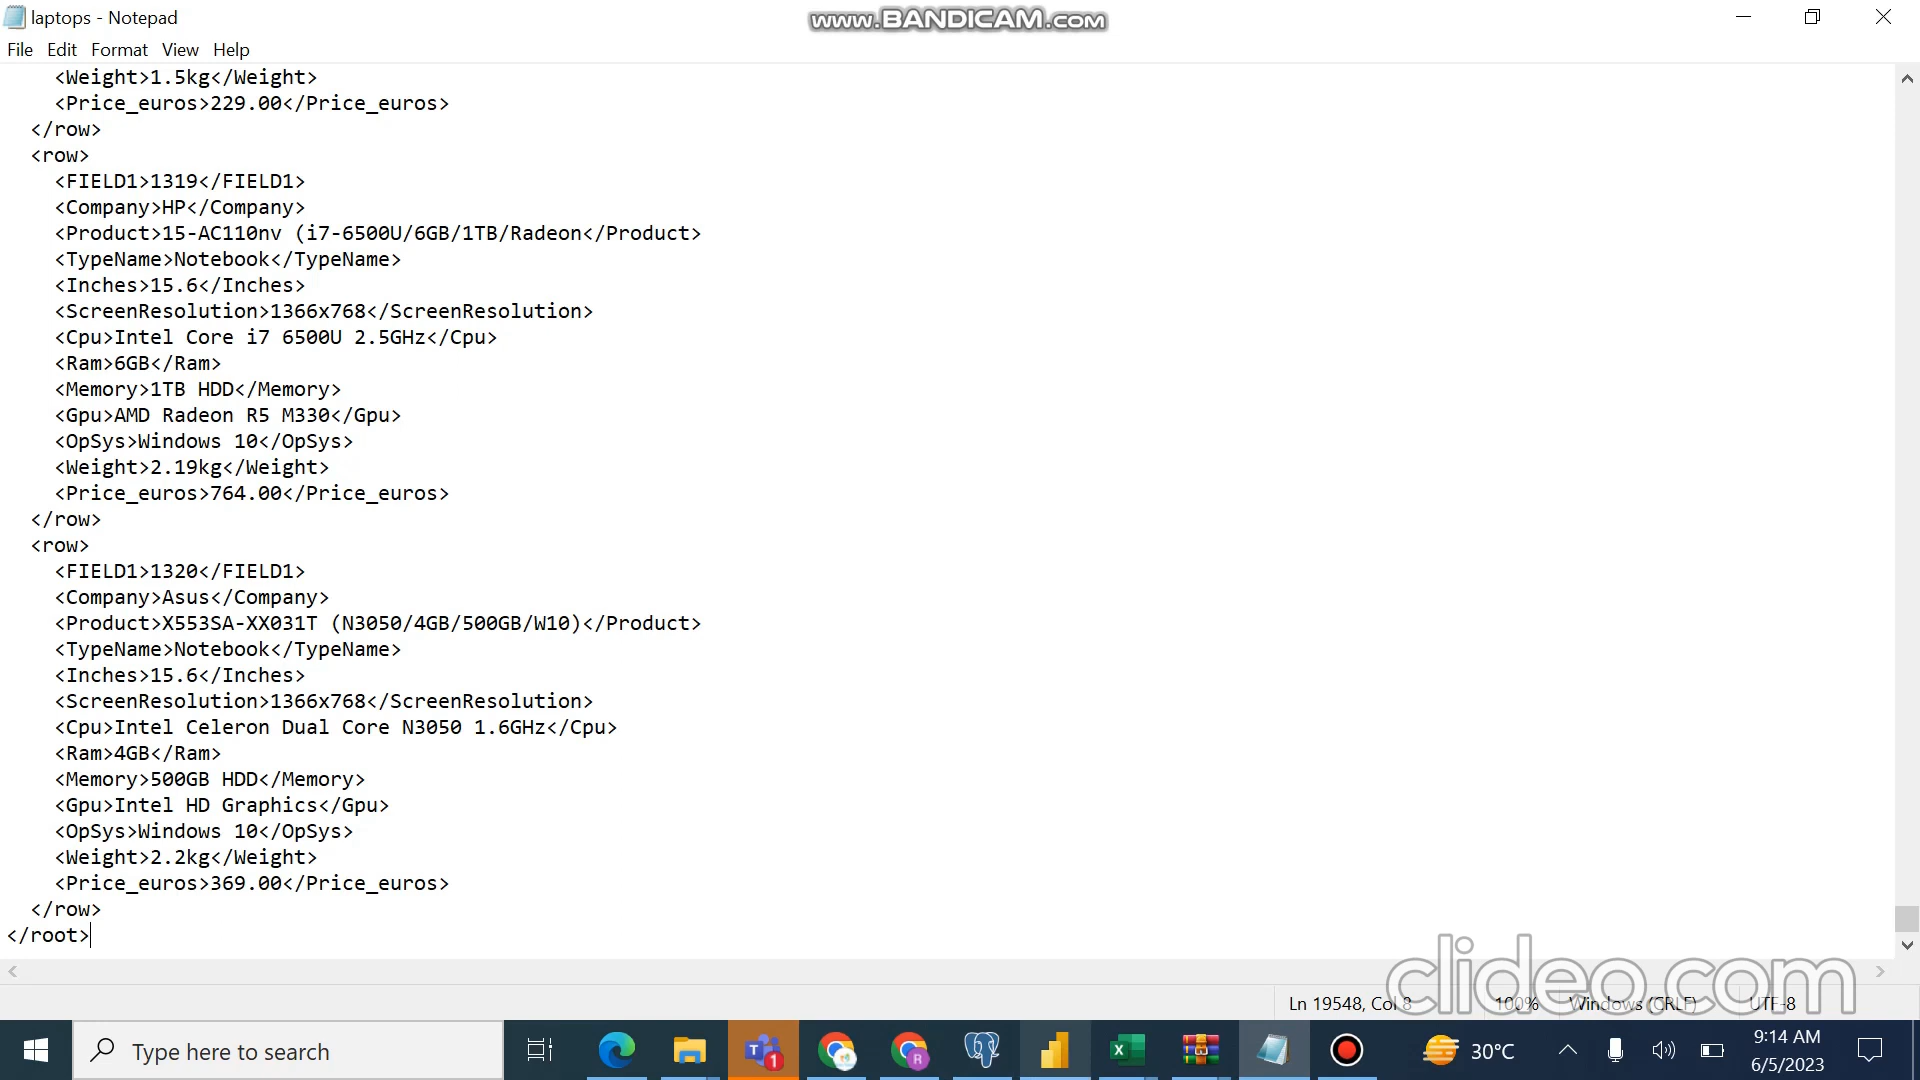 laptops - Notepad
www.BANDICAM.com
File Edit Format View Help
<Weight>1.5kg</Weight>
<Price_euros>229.00</Price_euros>
</row>
<row>
<FIELD1>1319</FIELD1>
<Company>HP</Company>
<Product>15-AC110nv (i7-6500U/6GB/1TB/Radeon</Product>
<TypeName>Notebook</TypeName>
<Inches>15.6</Inches>
<ScreenResolution>1366x768</ScreenResolution>
<Cpu>Intel Core i7 6500U 2.5GHz</Cpu>
<Ram>6GB</Ram>
<Memory>1TB HDD</Memory>
<Gpu>AMD Radeon R5 M330</Gpu>
<OpSys>Windows 10</OpSys>
<Weight>2.19kg</Weight>
<Price_euros>764.00</Price_euros>
</row>
<row>
<FIELD1>1320</FIELD1>
<Company>Asus</Company>
<Product>X553SA-XX031T (N3050/4GB/500GB/W10)</Product>
<TypeName>Notebook</TypeName>
<Inches>15.6</Inches>
<ScreenResolution>1366x768</ScreenResolution>
<Cpu>Intel Celeron Dual Core N3050 1.6GHz</Cpu>
<Ram>4GB</Ram>
<Memory>500GB HDD</Memory>
<Gpu>Intel HD Graphics</Gpu>
<OpSys>Windows 10</OpSys>
<Weight>2.2kg</Weight>
<Price_euros>369.00</Price_euros>
</row>
</root>
clideo.com
Ln 19548, Col 8 100% Windows (CRLF) UTF-8
Type here to search
T 1
R
X
30°C
9:14 AM
6/5/2023